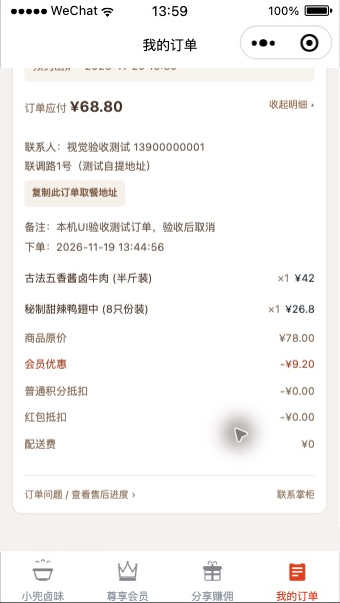 WeChat 13:59 100%
我的订单
订单应付 ¥68.80 收起明细
联系人：视觉验收测试 13900000001
联调路1号（测试自提地址）
复制此订单取餐地址
备注：本机UI验收测试订单，验收后取消
下单：2026-11-19 13:44:56
古法五香酱卤牛肉 (半斤装) ×1 ¥42
秘制甜辣鸭翅中 (8只份装) ×1 ¥26.8
商品原价 ¥78.00
会员优惠 -¥9.20
普通积分抵扣 -¥0.00
红包抵扣 -¥0.00
配送费 ¥0
订单问题 / 查看售后进度 › 联系掌柜
小兜卤味 尊享会员 分享赚佣 我的订单